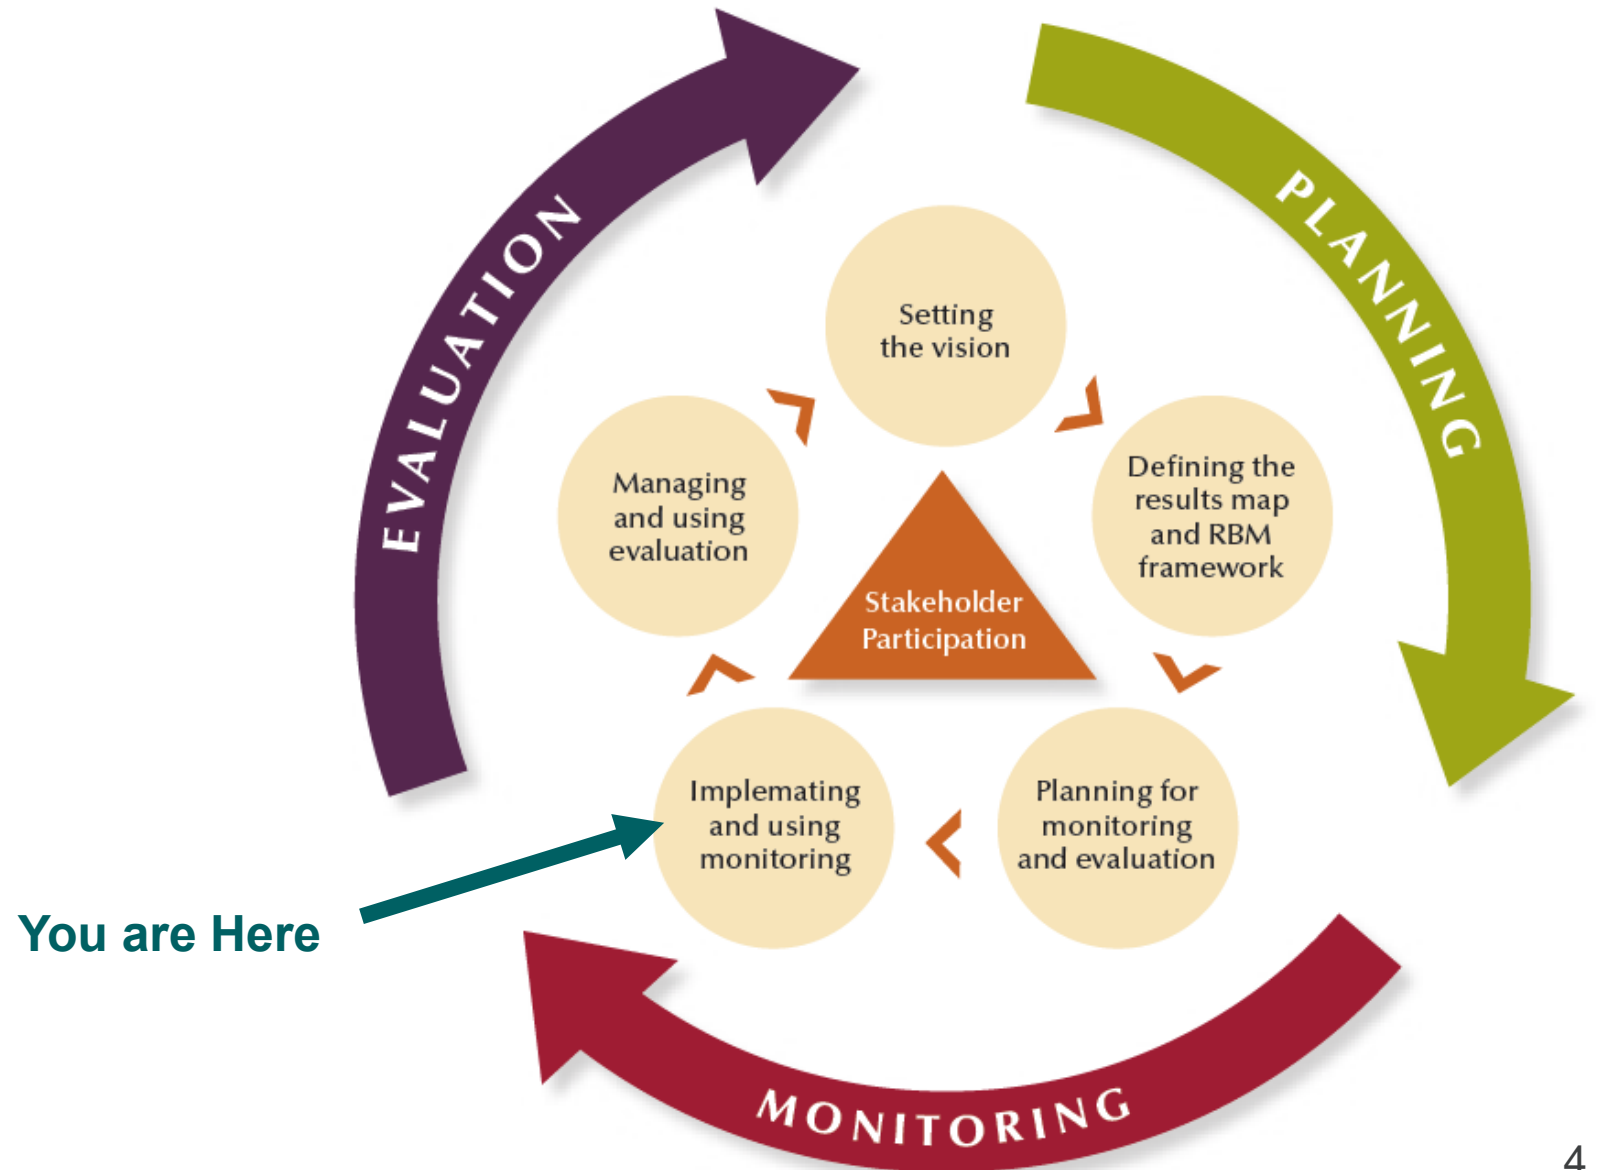 EVALUATION
PLANNING
Setting
the vision
Managing
and using
evaluation
Defining the
results map
and RBM
framework
Stakeholder
Participation
Implemating
and using
monitoring
Planning for
monitoring
and evaluation
You are Here
MONITORING
4